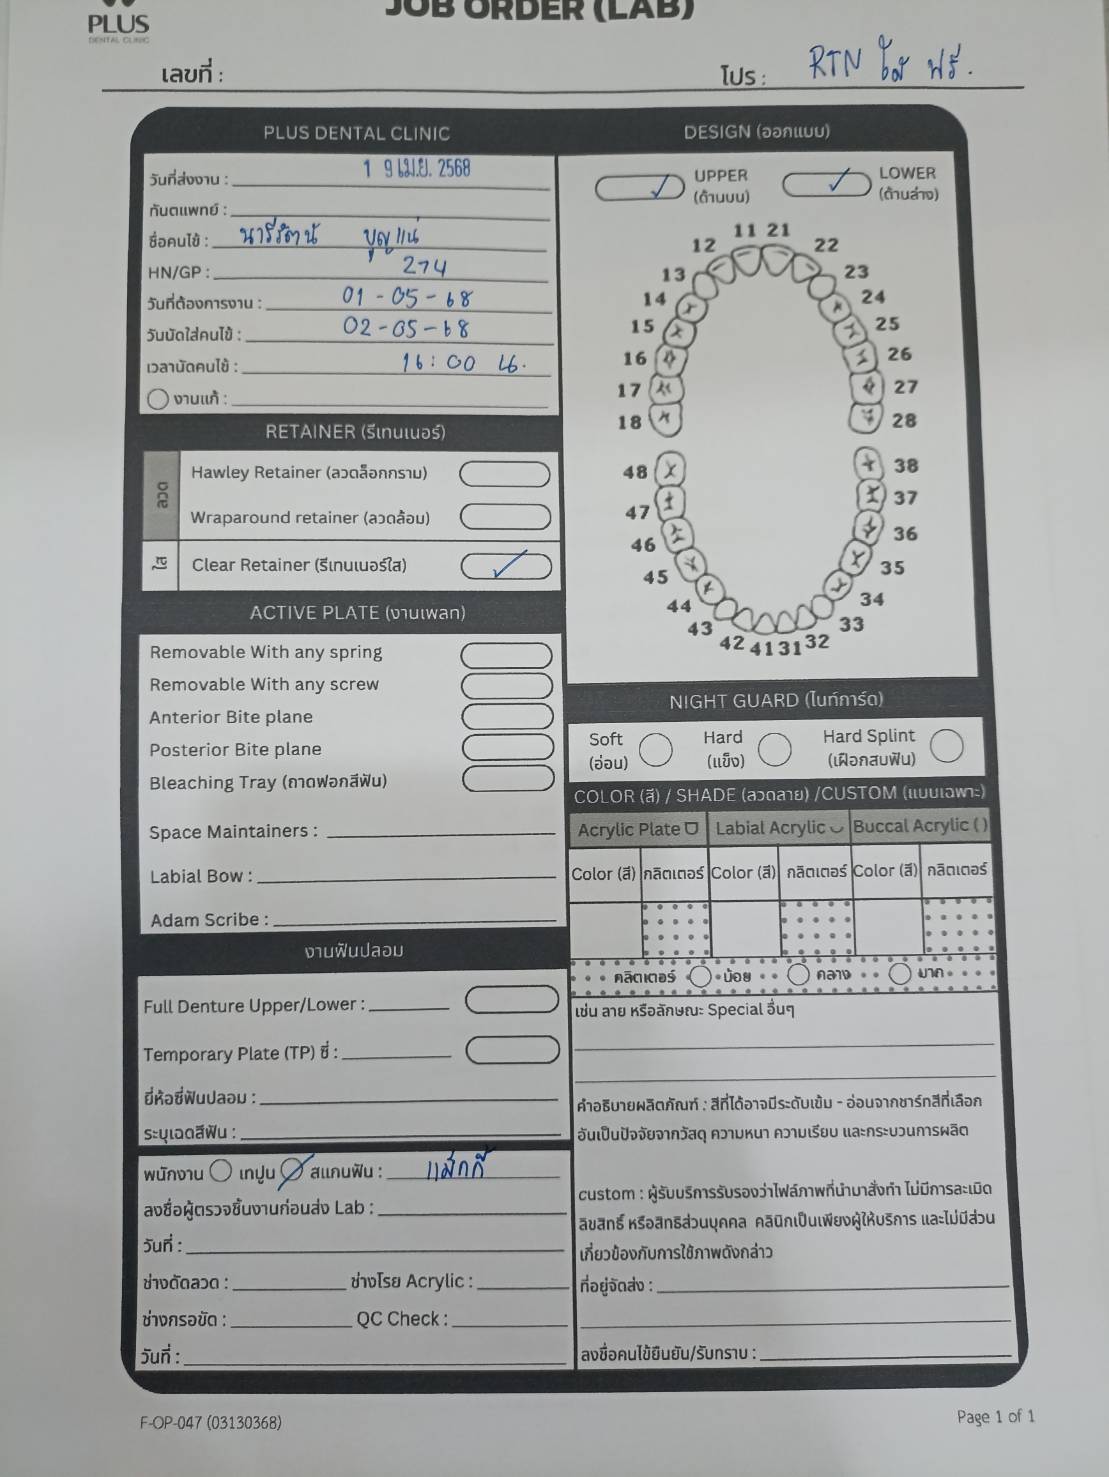 JOB ORDER (LAB)
PLUS
DENTAL CLINIC
เลขที่ :
โปร : RTN ใส ฟรี.
PLUS DENTAL CLINIC
วันที่ส่งงาน : 1 9 เม.ย. 2568
ทันตแพทย์ :
ชื่อคนไข้ : นารีรัตน์ บุญแน่
HN/GP : 274
วันที่ต้องการงาน : 01-05-68
วันนัดใส่คนไข้ : 02-05-68
เวลานัดคนไข้ : 16:00 น.
งานแก้ :
RETAINER (รีเทนเนอร์)
ลวด
Hawley Retainer (ลวดล็อกกราม)
Wraparound retainer (ลวดล้อม)
ใส
Clear Retainer (รีเทนเนอร์ใส) ✓
ACTIVE PLATE (งานเพลท)
Removable With any spring
Removable With any screw
Anterior Bite plane
Posterior Bite plane
Bleaching Tray (ถาดฟอกสีฟัน)
Space Maintainers :
Labial Bow :
Adam Scribe :
งานฟันปลอม
Full Denture Upper/Lower :
Temporary Plate (TP) ซี่ :
ยี่ห้อซี่ฟันปลอม :
ระบุเฉดสีฟัน :
พนักงาน เทปูน ✓ สแกนฟัน : แม็กกี้
ลงชื่อผู้ตรวจชิ้นงานก่อนส่ง Lab :
วันที่ :
ช่างดัดลวด : ช่างโรย Acrylic :
ช่างกรอขัด : QC Check :
วันที่ :
DESIGN (ออกแบบ)
✓ UPPER ✓ LOWER
(ด้านบน) (ด้านล่าง)
11 21
12 22
13 23
14 24
15 25
16 26
17 27
18 28
48 38
47 37
46 36
45 35
44 34
43 33
42 41 31 32
NIGHT GUARD (ไนท์การ์ด)
Soft Hard Hard Splint
(อ่อน) (แข็ง) (เฝือกสบฟัน)
COLOR (สี) / SHADE (ลวดลาย) /CUSTOM (แบบเฉพาะ)
Acrylic Plate Labial Acrylic Buccal Acrylic ( )
Color (สี) กลิตเตอร์ Color (สี) กลิตเตอร์ Color (สี) กลิตเตอร์
กลิตเตอร์ น้อย กลาง มาก
เช่น ลาย หรือลักษณะ Special อื่นๆ
คำอธิบายผลิตภัณฑ์ : สีที่ได้อาจมีระดับเข้ม - อ่อนจากชาร์ทสีที่เลือก
อันเป็นปัจจัยจากวัสดุ ความหนา ความเรียบ และกระบวนการผลิต
custom : ผู้รับบริการรับรองว่าไฟล์ภาพที่นำมาสั่งทำ ไม่มีการละเมิด
ลิขสิทธิ์ หรือสิทธิส่วนบุคคล คลินิกเป็นเพียงผู้ให้บริการ และไม่มีส่วน
เกี่ยวข้องกับการใช้ภาพดังกล่าว
ที่อยู่จัดส่ง :
ลงชื่อคนไข้ยืนยัน/รับทราบ :
F-OP-047 (03130368)
Page 1 of 1